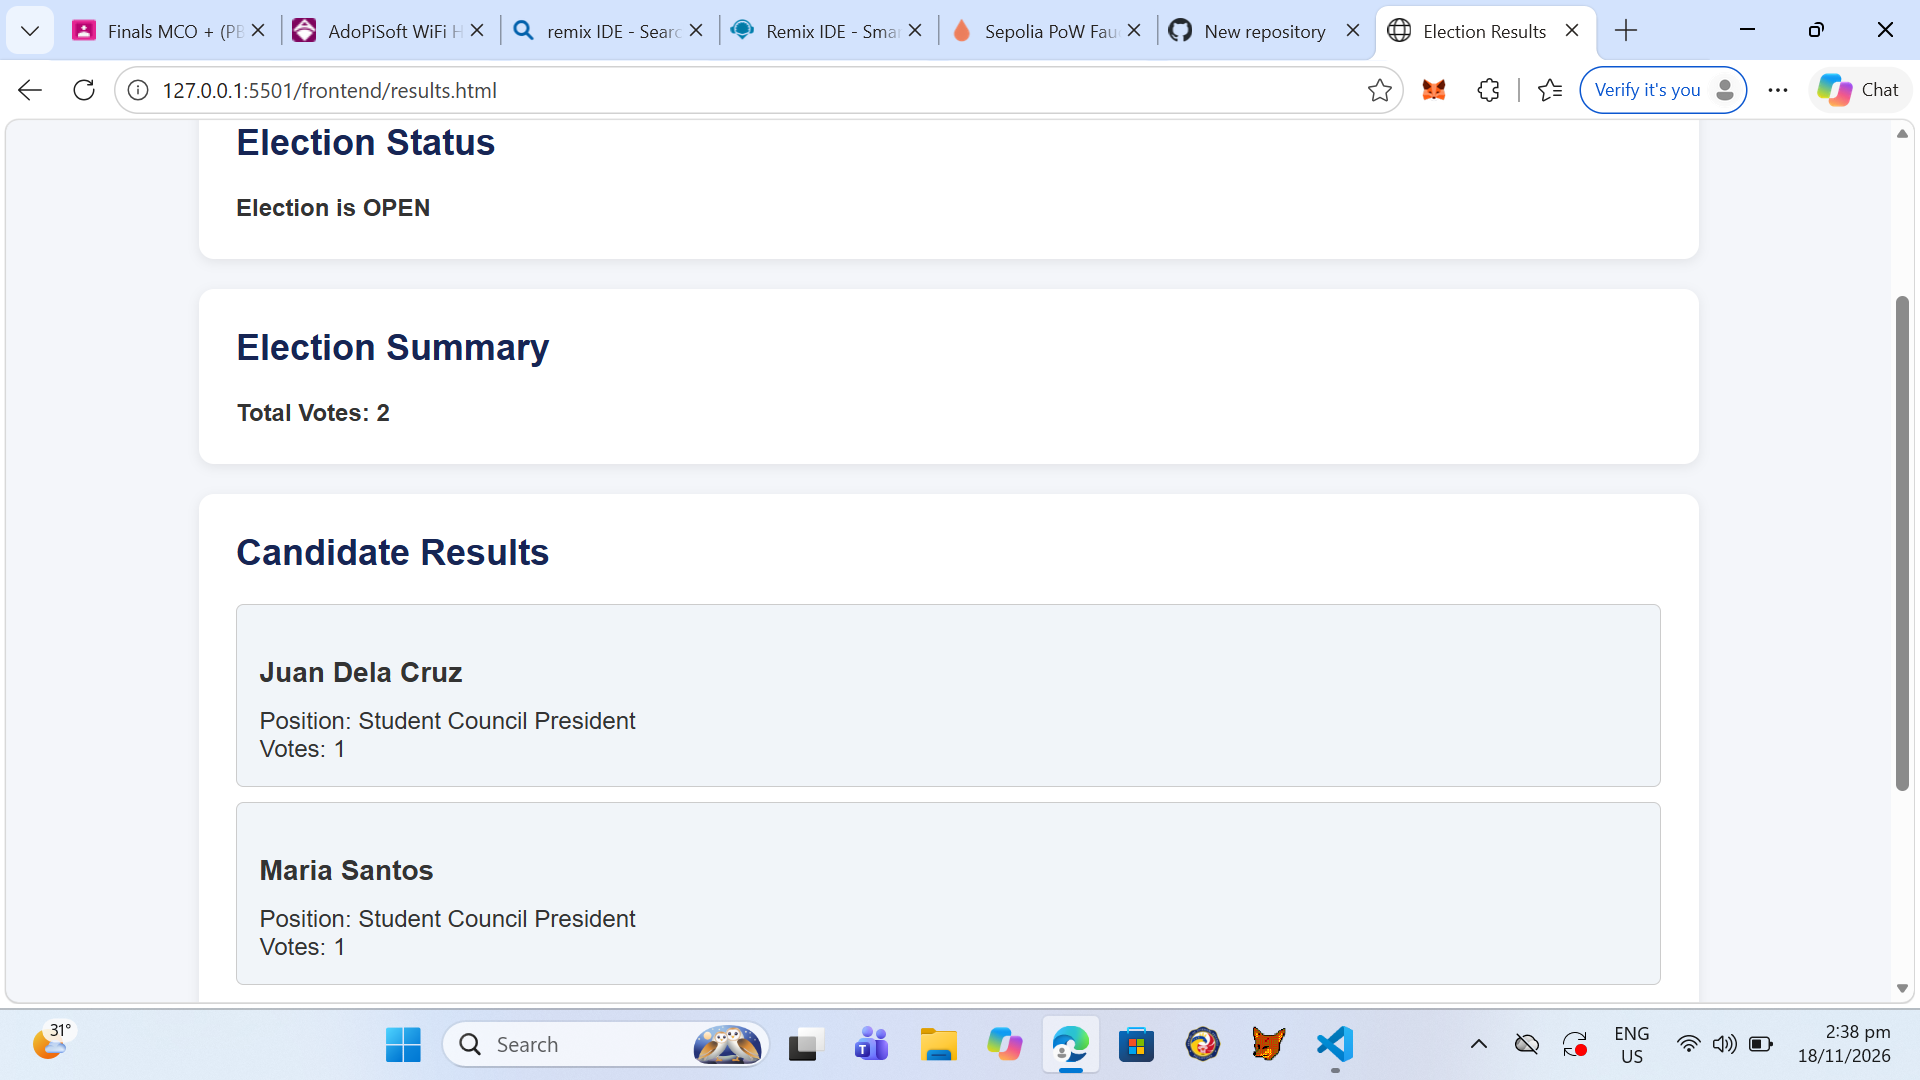 Finals MCO + (PB
AdoPiSoft WiFi H
remix IDE - Searc
Remix IDE - Smar
Sepolia PoW Fau
New repository
Election Results
127.0.0.1:5501/frontend/results.html
Verify it's you
Chat
Election Status
Election is OPEN
Election Summary
Total Votes: 2
Candidate Results
Juan Dela Cruz
Position: Student Council President
Votes: 1
Maria Santos
Position: Student Council President
Votes: 1
31°
Search
ENG
US
2:38 pm
18/11/2026